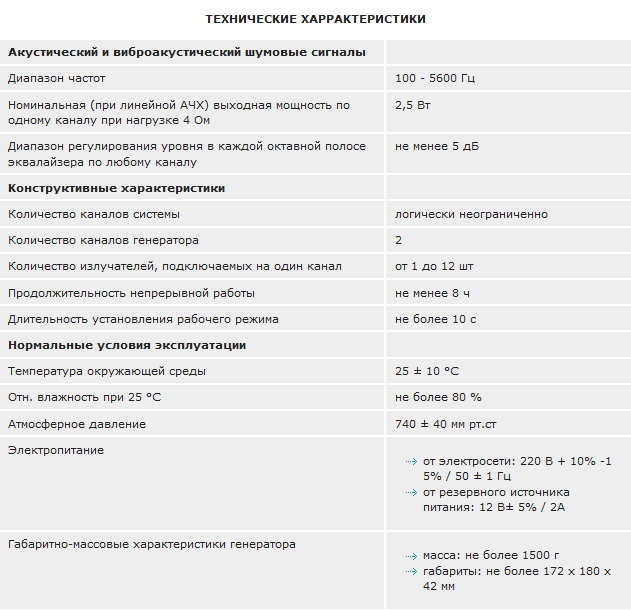 ТЕХНИЧЕСКИЕ ХАРРАКТЕРИСТИКИ
Акустический и виброакустический шумовые сигналы
Диапазон частот
100 - 5600 Гц
Номинальная (при линейной АЧХ) выходная мощность по
одному каналу при нагрузке 4 Ом
2,5 Вт
Диапазон регулирования уровня в каждой октавной полосе
эквалайзера по любому каналу
не менее 5 дБ
Конструктивные характеристики
Количество каналов системы
логически неограниченно
Количество каналов генератора
2
Количество излучателей, подключаемых на один канал
от 1 до 12 шт
Продолжительность непрерывной работы
не менее 8 ч
Длительность установления рабочего режима
не более 10 с
Нормальные условия эксплуатации
Температура окружающей среды
25 ± 10 °С
Отн. влажность при 25 °С
не более 80 %
Атмосферное давление
740 ± 40 мм рт.ст
Электропитание
от электросети: 220 В + 10% -1
5% / 50 ± 1 Гц
от резервного источника
питания: 12 В± 5% / 2А
Габаритно-массовые характеристики генератора
масса: не более 1500 г
габариты: не более 172 х 180 х
42 мм